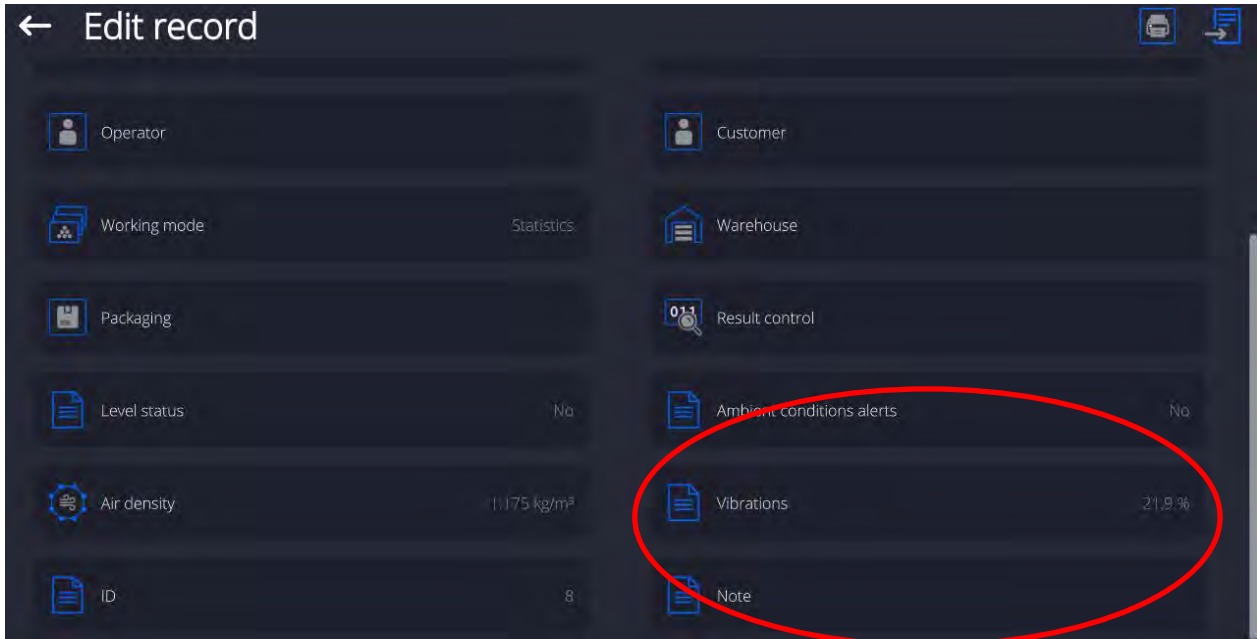 Edit record
Operator
Customer
Working mode Statistics
Warehouse
Packaging
011 Result control
Level status No
Ambient conditions alerts No
Air density 1.175 kg/m³
Vibrations 21.9 %
ID 8
Note